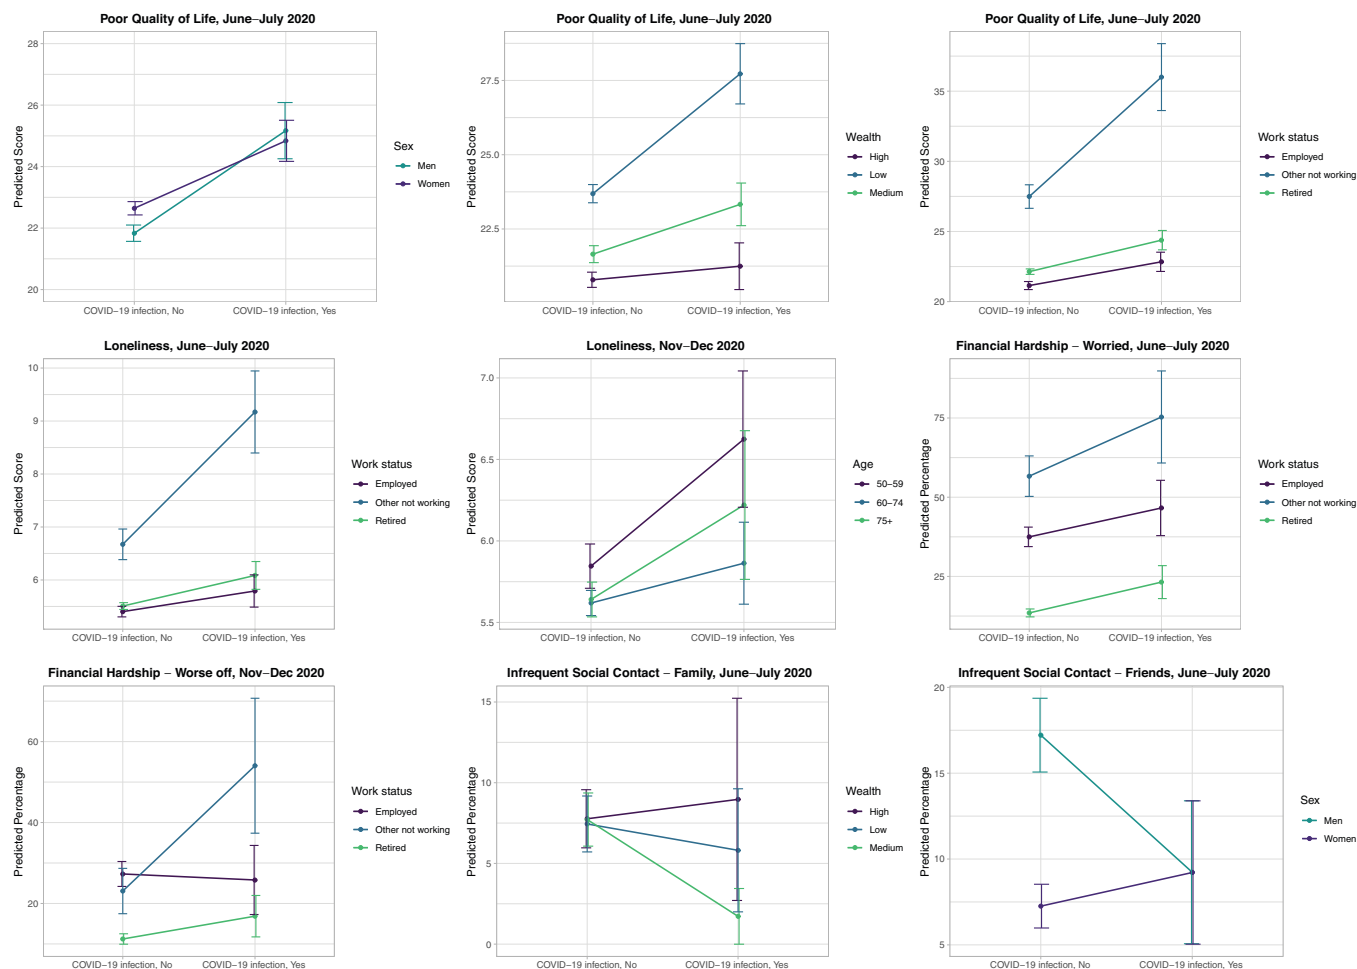 Poor Quality of Life, June–July 2020
28
26
24
22
20
Predicted Score
COVID–19 infection, No
COVID–19 infection, Yes
Sex
Men
Women
Poor Quality of Life, June–July 2020
27.5
25.0
22.5
Predicted Score
COVID–19 infection, No
COVID–19 infection, Yes
Wealth
High
Low
Medium
Poor Quality of Life, June–July 2020
35
30
25
20
Predicted Score
COVID–19 infection, No
COVID–19 infection, Yes
Work status
Employed
Other not working
Retired
Loneliness, June–July 2020
10
9
8
7
6
Predicted Score
COVID–19 infection, No
COVID–19 infection, Yes
Work status
Employed
Other not working
Retired
Loneliness, Nov–Dec 2020
7.0
6.5
6.0
5.5
Predicted Score
COVID–19 infection, No
COVID–19 infection, Yes
Age
50–59
60–74
75+
Financial Hardship – Worried, June–July 2020
75
50
25
Predicted Percentage
COVID–19 infection, No
COVID–19 infection, Yes
Work status
Employed
Other not working
Retired
Financial Hardship – Worse off, Nov–Dec 2020
60
40
20
Predicted Percentage
COVID–19 infection, No
COVID–19 infection, Yes
Work status
Employed
Other not working
Retired
Infrequent Social Contact – Family, June–July 2020
15
10
5
0
Predicted Percentage
COVID–19 infection, No
COVID–19 infection, Yes
Wealth
High
Low
Medium
Infrequent Social Contact – Friends, June–July 2020
20
15
10
5
Predicted Percentage
COVID–19 infection, No
COVID–19 infection, Yes
Sex
Men
Women